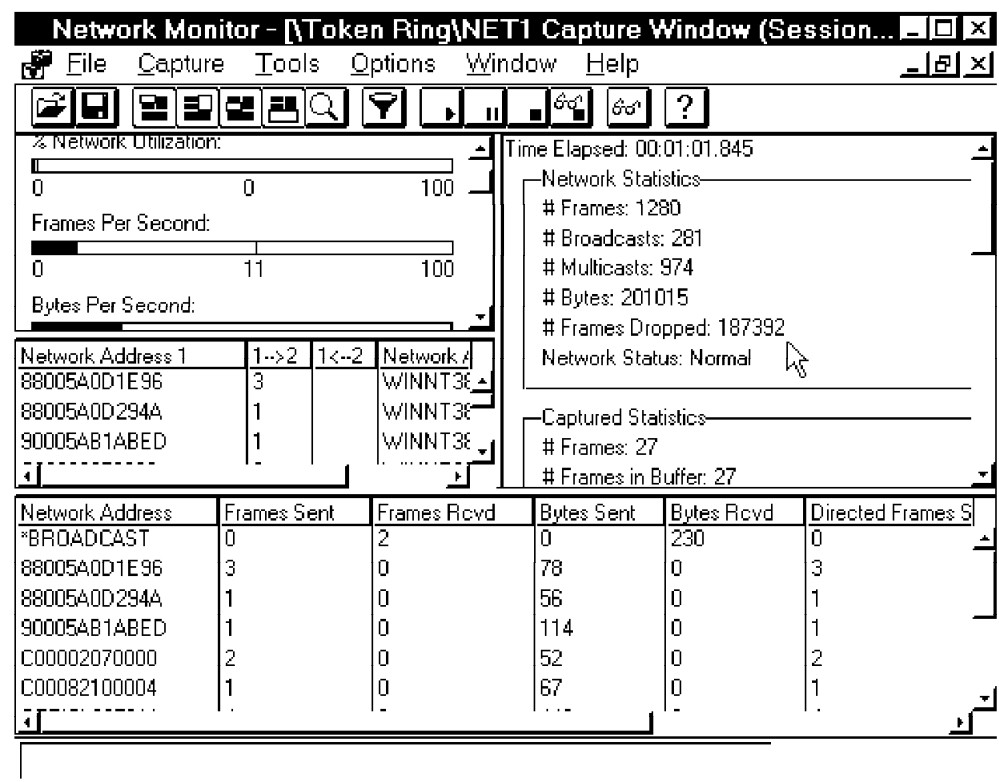 Network Monitor - [\Token Ring\NET1 Capture Window (Session...
File Capture Tools Options Window Help
?
% Network Utilization:
0 0 100
Frames Per Second:
0 11 100
Bytes Per Second:
Time Elapsed: 00:01:01.845
Network Statistics
# Frames: 1280
# Broadcasts: 281
# Multicasts: 974
# Bytes: 201015
# Frames Dropped: 187392
Network Status: Normal
Captured Statistics
# Frames: 27
# Frames in Buffer: 27
Network Address 1 1-->2 1<--2 Network A
88005A0D1E96 3 WINNT38
88005A0D294A 1 WINNT38
90005AB1ABED 1 WINNT38
Network Address Frames Sent Frames Rcvd Bytes Sent Bytes Rcvd Directed Frames S
*BROADCAST 0 2 0 230 0
88005A0D1E96 3 0 78 0 3
88005A0D294A 1 0 56 0 1
90005AB1ABED 1 0 114 0 1
C00002070000 2 0 52 0 2
C00082100004 1 0 67 0 1